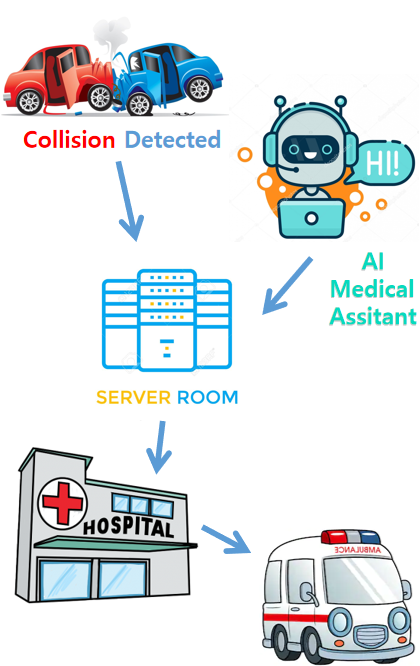 Collision Detected
HI!
AI
Medical
Assitant
SERVER ROOM
HOSPITAL
AMBULANCE